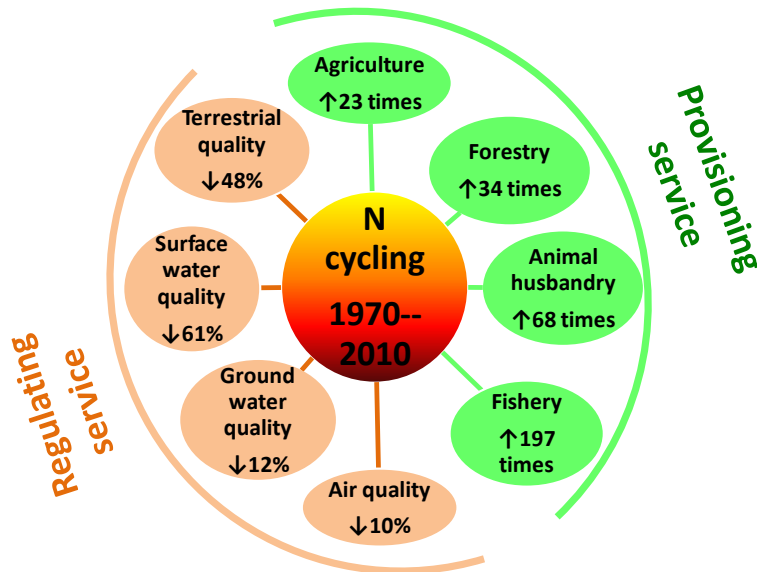 Agriculture
↑23 times
Forestry
↑34 times
Animal
husbandry
↑68 times
Fishery
↑197
times
Provisioning
service
N
cycling
1970--
2010
Terrestrial
quality
↓48%
Surface
water
quality
↓61%
Ground
water
quality
↓12%
Air quality
↓10%
Regulating
service